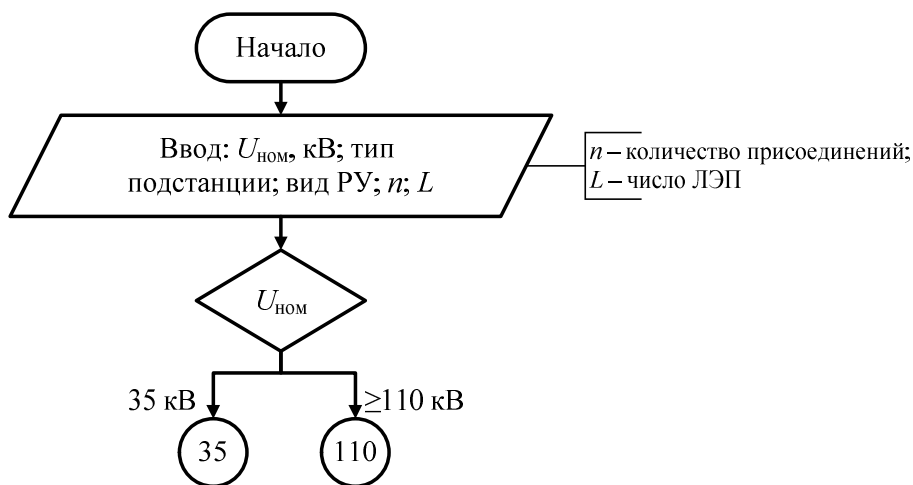 Начало
Ввод: Uном, кВ; тип
подстанции; вид РУ; n; L
n – количество присоединений;
L – число ЛЭП
Uном
35 кВ
≥110 кВ
35
110